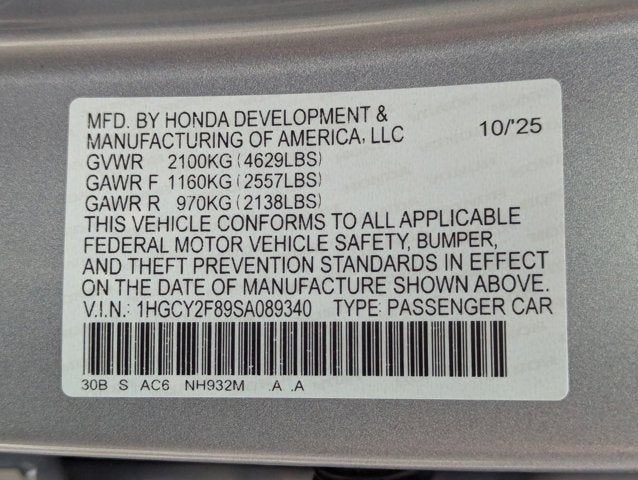 MFD. BY HONDA DEVELOPMENT &
MANUFACTURING OF AMERICA, LLC 10/'25
GVWR 2100KG (4629LBS)
GAWR F 1160KG (2557LBS)
GAWR R 970KG (2138LBS)
THIS VEHICLE CONFORMS TO ALL APPLICABLE
FEDERAL MOTOR VEHICLE SAFETY, BUMPER,
AND THEFT PREVENTION STANDARDS IN EFFECT
ON THE DATE OF MANUFACTURE SHOWN ABOVE.
V.I.N.: 1HGCY2F89SA089340 TYPE: PASSENGER CAR
30B S AC6 NH932M .A .A